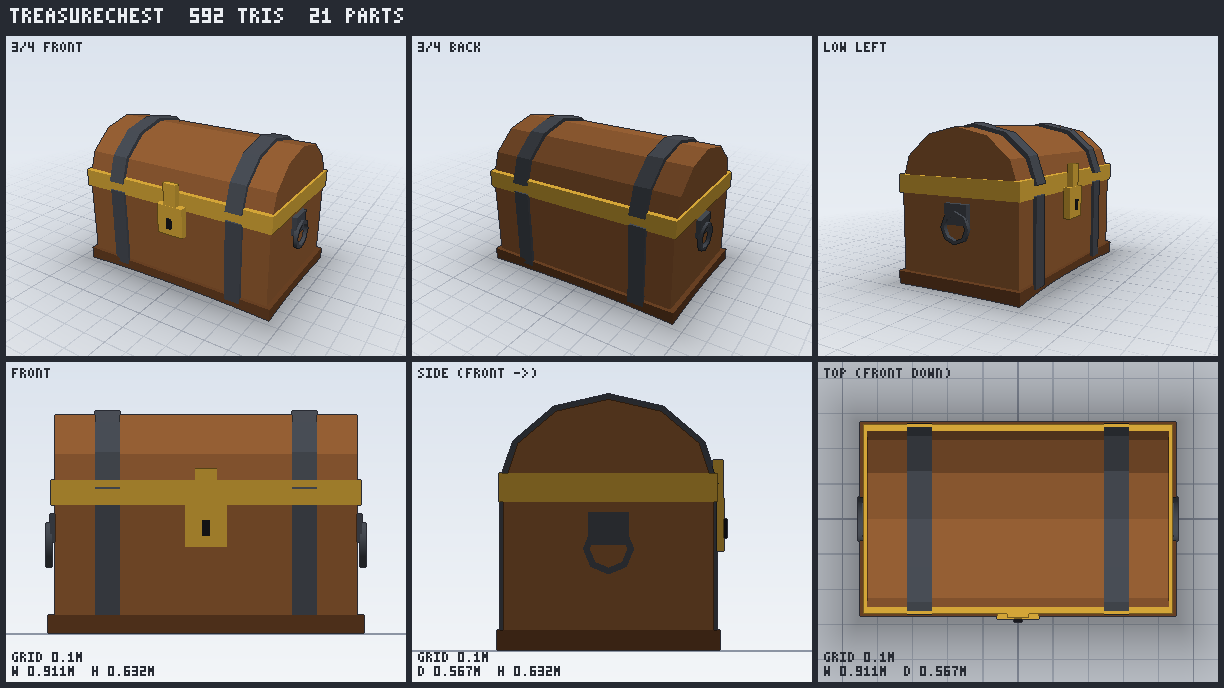 TREASURECHEST 592 TRIS 21 PARTS
3/4 FRONT
3/4 BACK
LOW LEFT
FRONT
GRID 0.1M
W 0.911M H 0.632M
SIDE (FRONT ->)
GRID 0.1M
D 0.567M H 0.632M
TOP (FRONT DOWN)
GRID 0.1M
W 0.911M D 0.567M